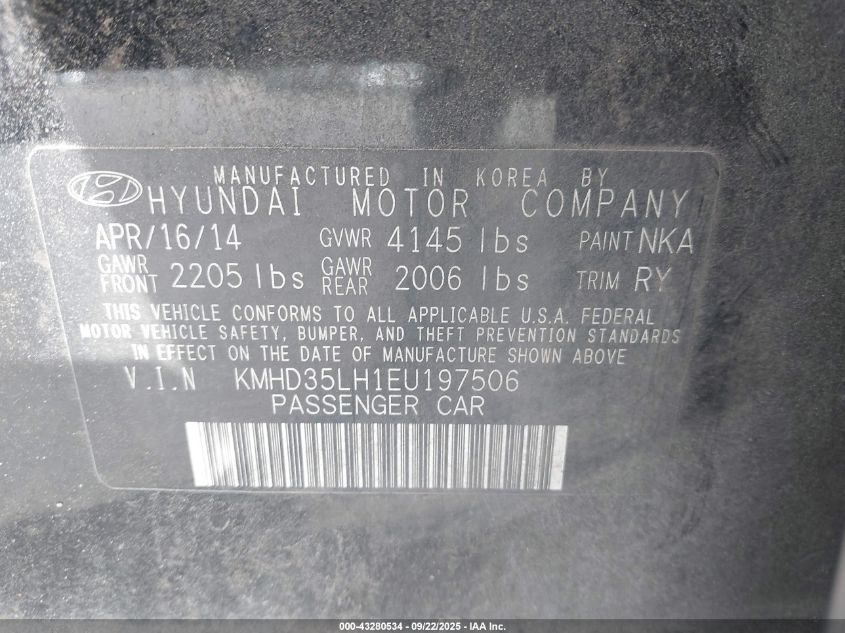 MANUFACTURED IN KOREA BY
HYUNDAI MOTOR COMPANY
APR/16/14 GVWR 4145 lbs PAINT NKA
GAWR FRONT 2205 lbs GAWR REAR 2006 lbs TRIM RY
THIS VEHICLE CONFORMS TO ALL APPLICABLE U.S.A. FEDERAL
MOTOR VEHICLE SAFETY, BUMPER, AND THEFT PREVENTION STANDARDS
IN EFFECT ON THE DATE OF MANUFACTURE SHOWN ABOVE
V.I.N KMHD35LH1EU197506
PASSENGER CAR
000-43280534 - 09/22/2025 - IAA Inc.